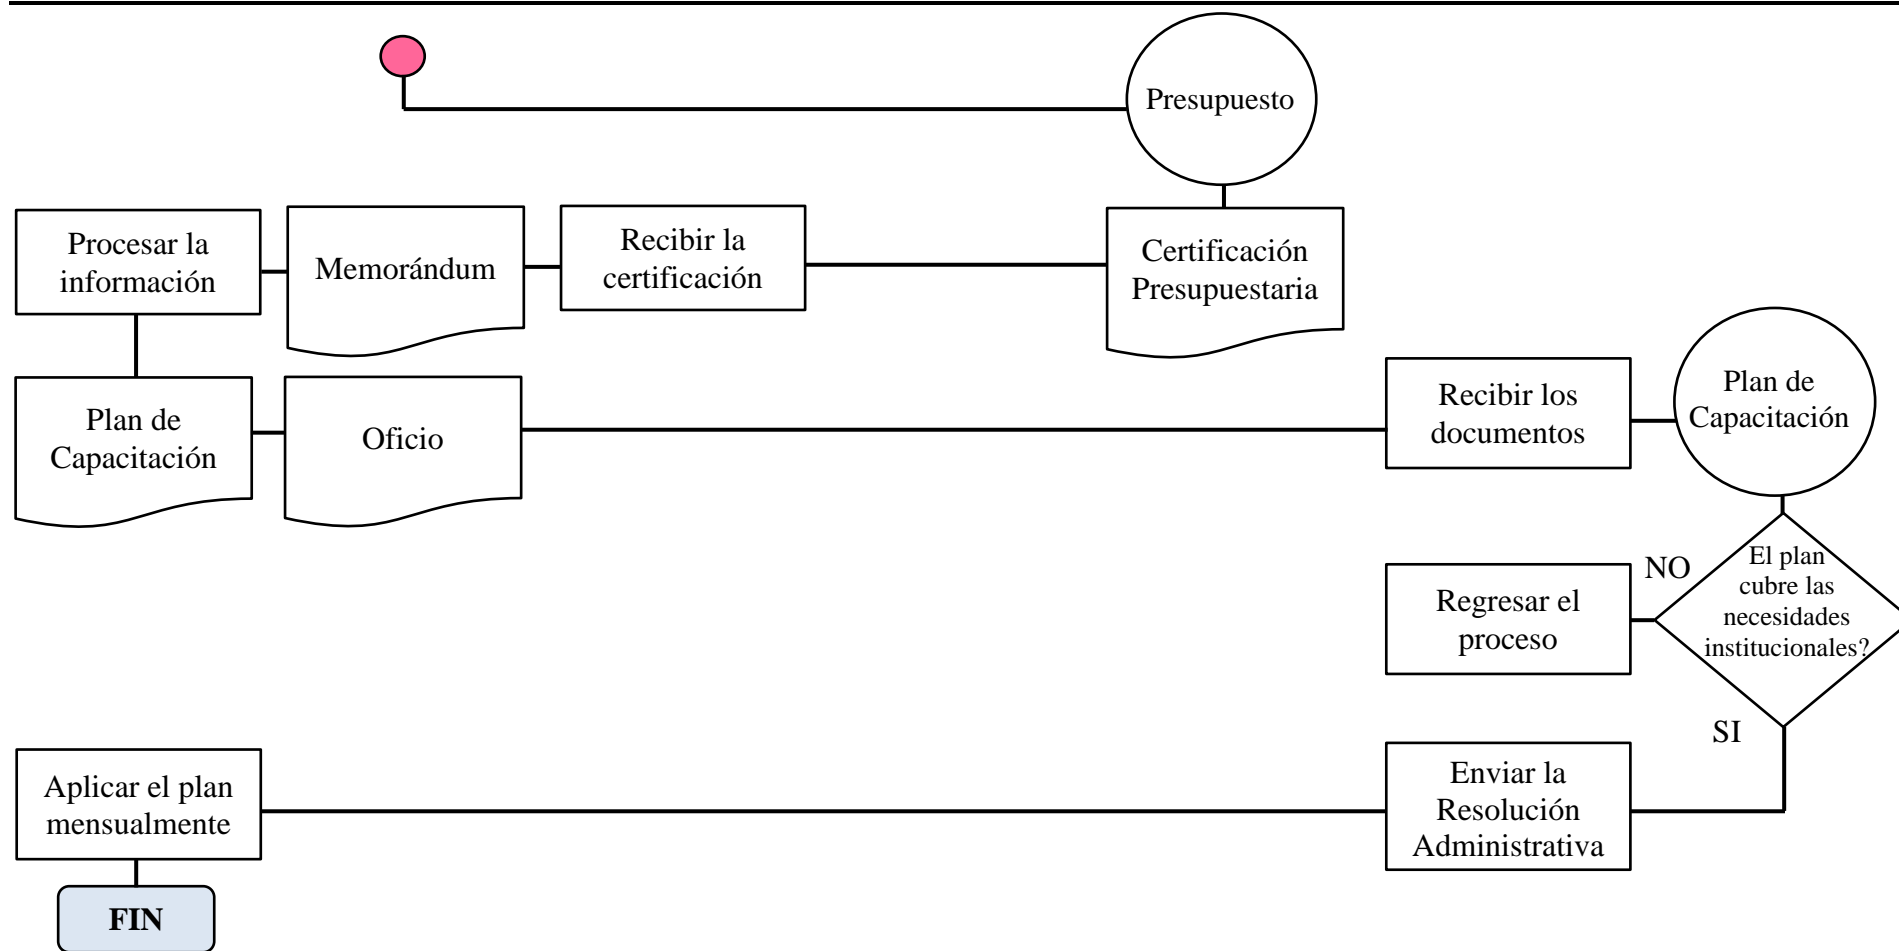 Presupuesto
Procesar la
información
Memorándum
Recibir la
certificación
Certificación
Presupuestaria
Plan de
Capacitación
Oficio
Recibir los
documentos
Plan de
Capacitación
NO
El plan
cubre las
necesidades
institucionales?
Regresar el
proceso
SI
Aplicar el plan
mensualmente
Enviar la
Resolución
Administrativa
FIN